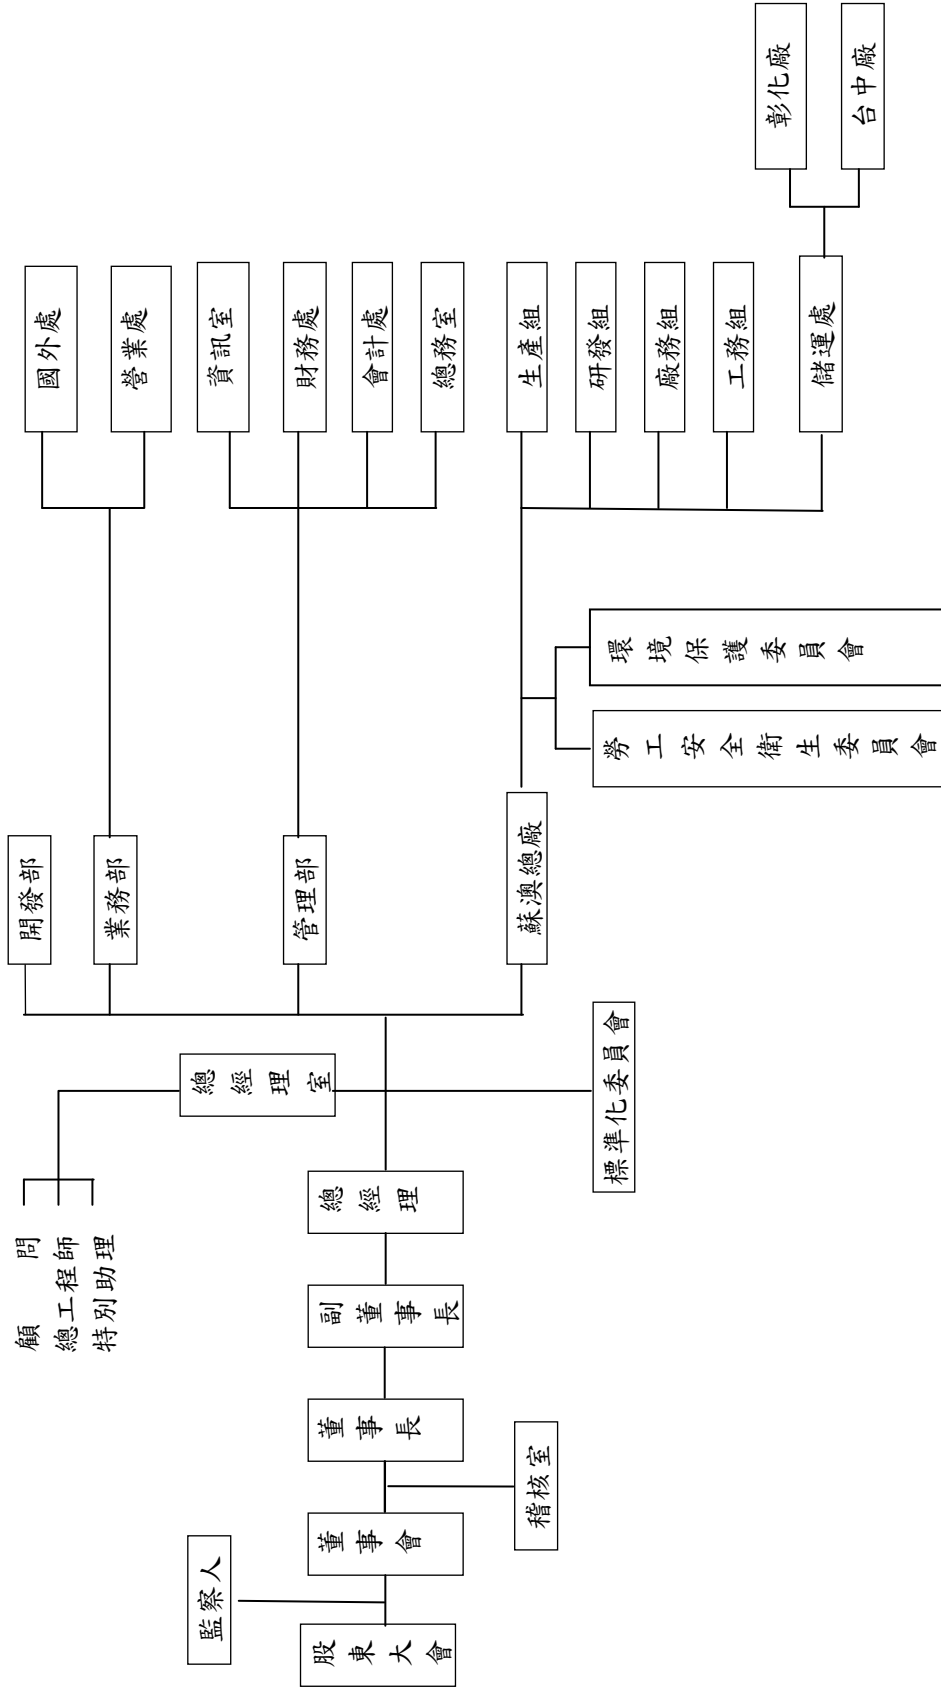 股東大會
監察人
董事會
稽核室
董事長
副董事長
總經理
總經理室
顧問
總工程師
特別助理
標準化委員會
開發部
業務部
管理部
蘇澳總廠
勞工安全衛生委員會
環境保護委員會
國外處
營業處
資訊室
財務處
會計處
總務室
生產組
研發組
廠務組
工務組
儲運處
彰化廠
台中廠